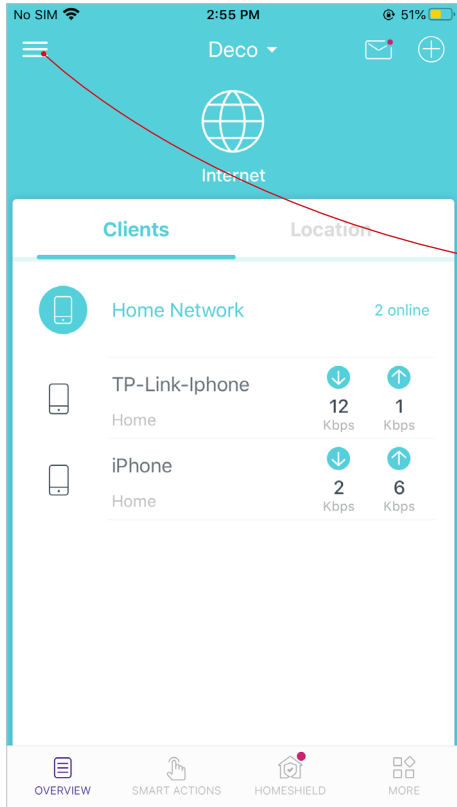 No SIM 2:55 PM 51%
Deco
Internet
Clients Location
Home Network 2 online
TP-Link-Iphone
Home
12 Kbps 1 Kbps
iPhone
Home
2 Kbps 6 Kbps
OVERVIEW SMART ACTIONS HOMESHIELD MORE